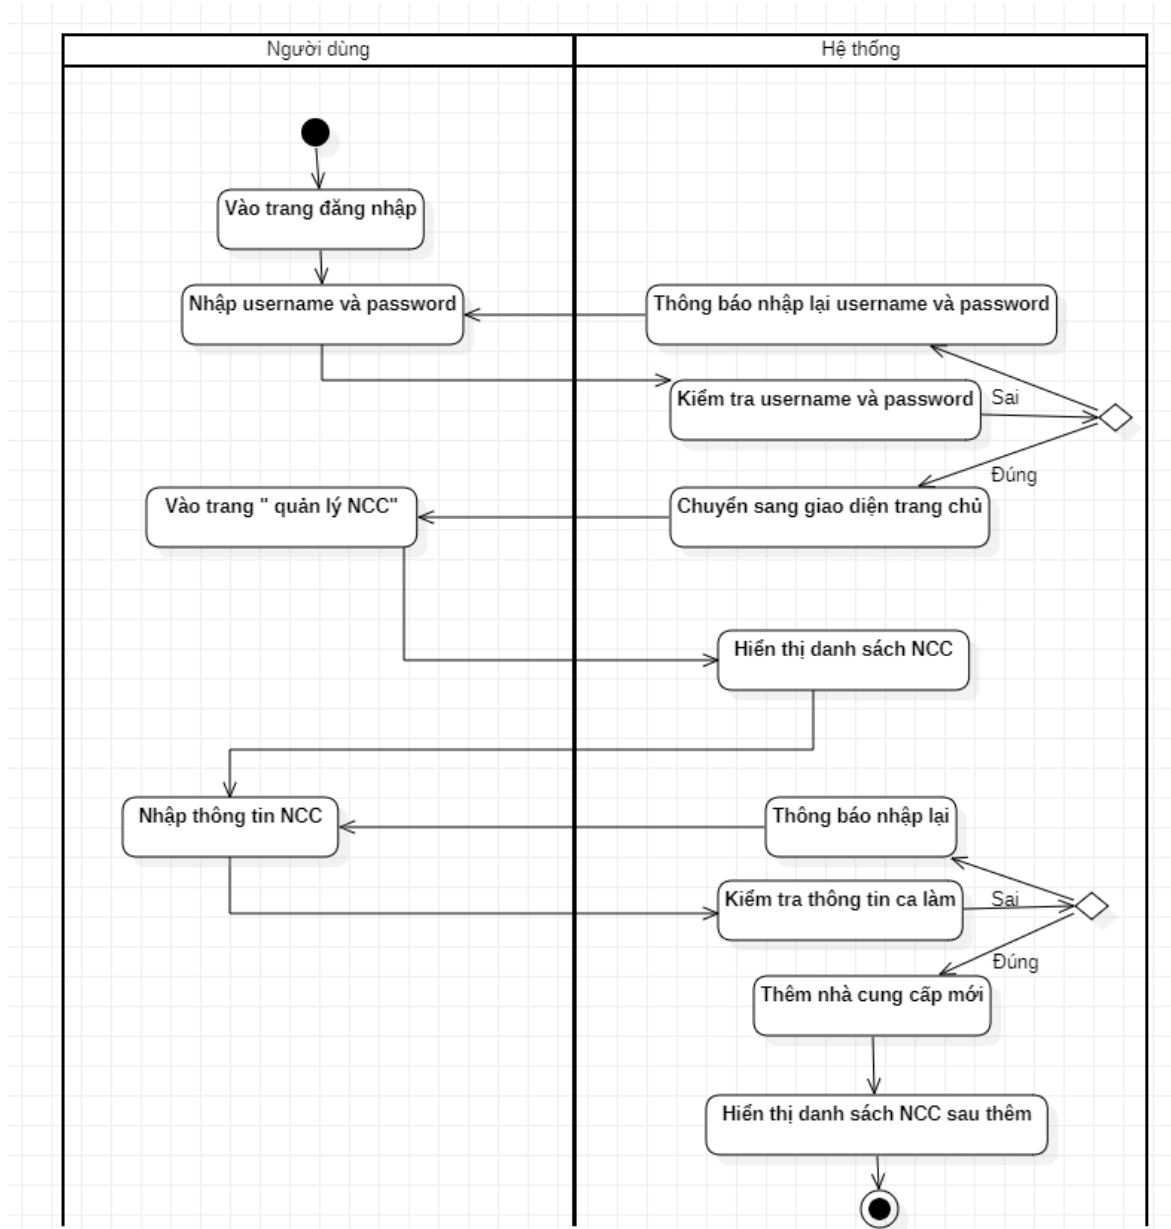 Người dùng
Hệ thống
Vào trang đăng nhập
Nhập username và password
Thông báo nhập lại username và password
Kiểm tra username và password
Sai
Đúng
Vào trang " quản lý NCC"
Chuyển sang giao diện trang chủ
Hiển thị danh sách NCC
Nhập thông tin NCC
Thông báo nhập lại
Kiểm tra thông tin ca làm
Sai
Đúng
Thêm nhà cung cấp mới
Hiển thị danh sách NCC sau thêm